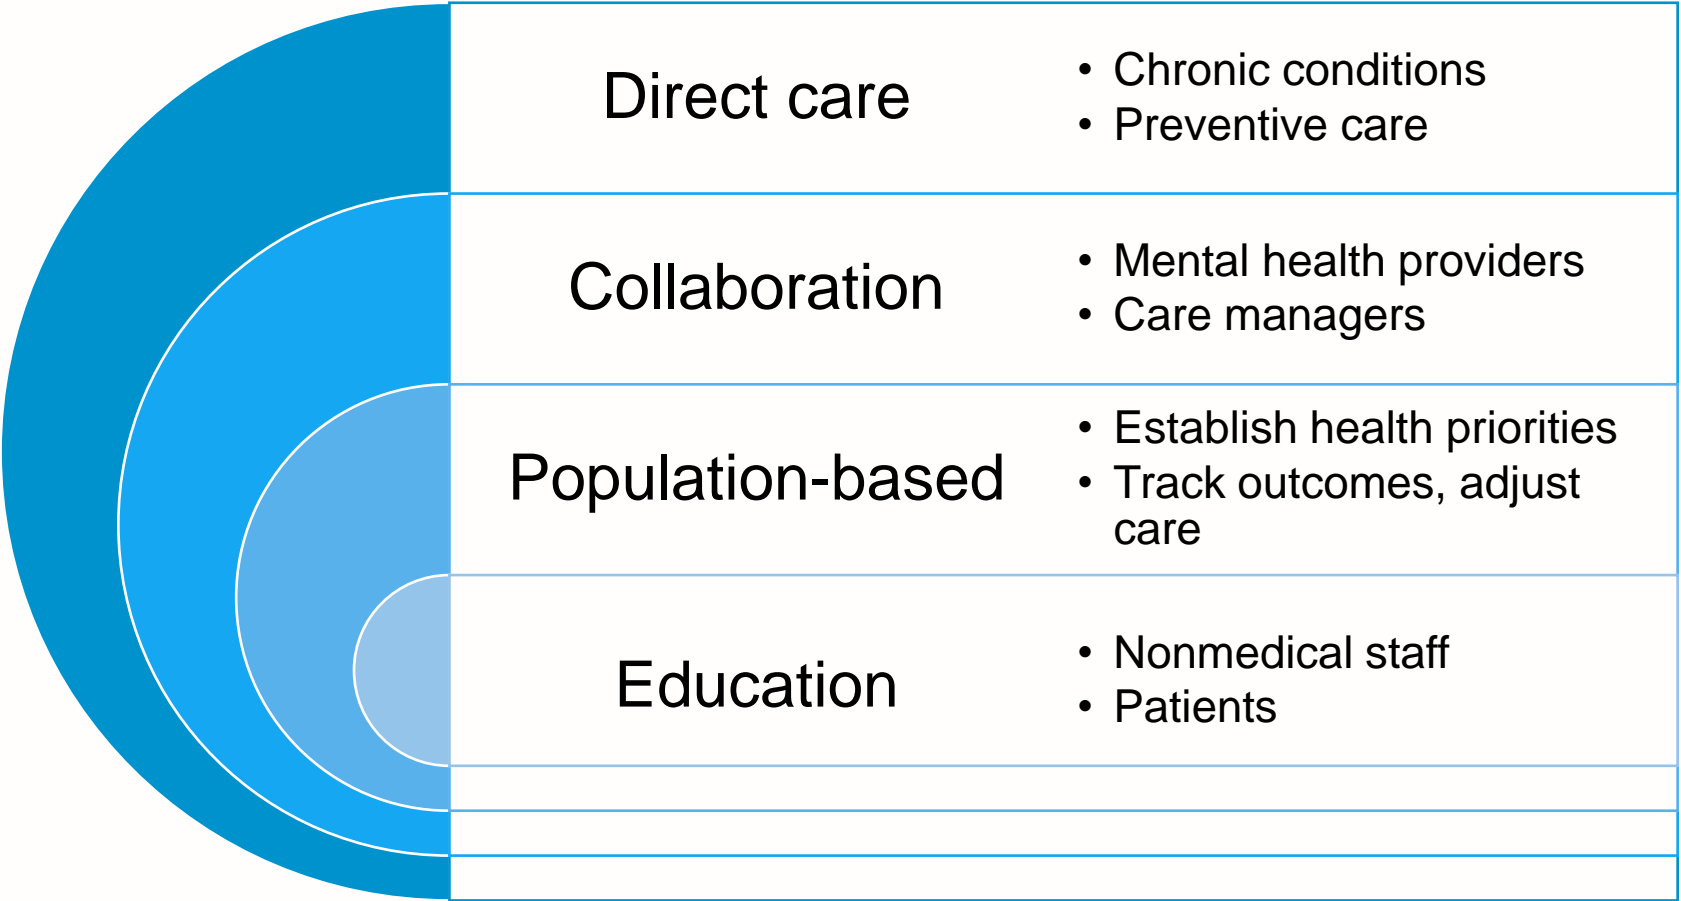 Direct care
• Chronic conditions
• Preventive care
Collaboration
• Mental health providers
• Care managers
Population-based
• Establish health priorities
• Track outcomes, adjust
care
Education
• Nonmedical staff
• Patients